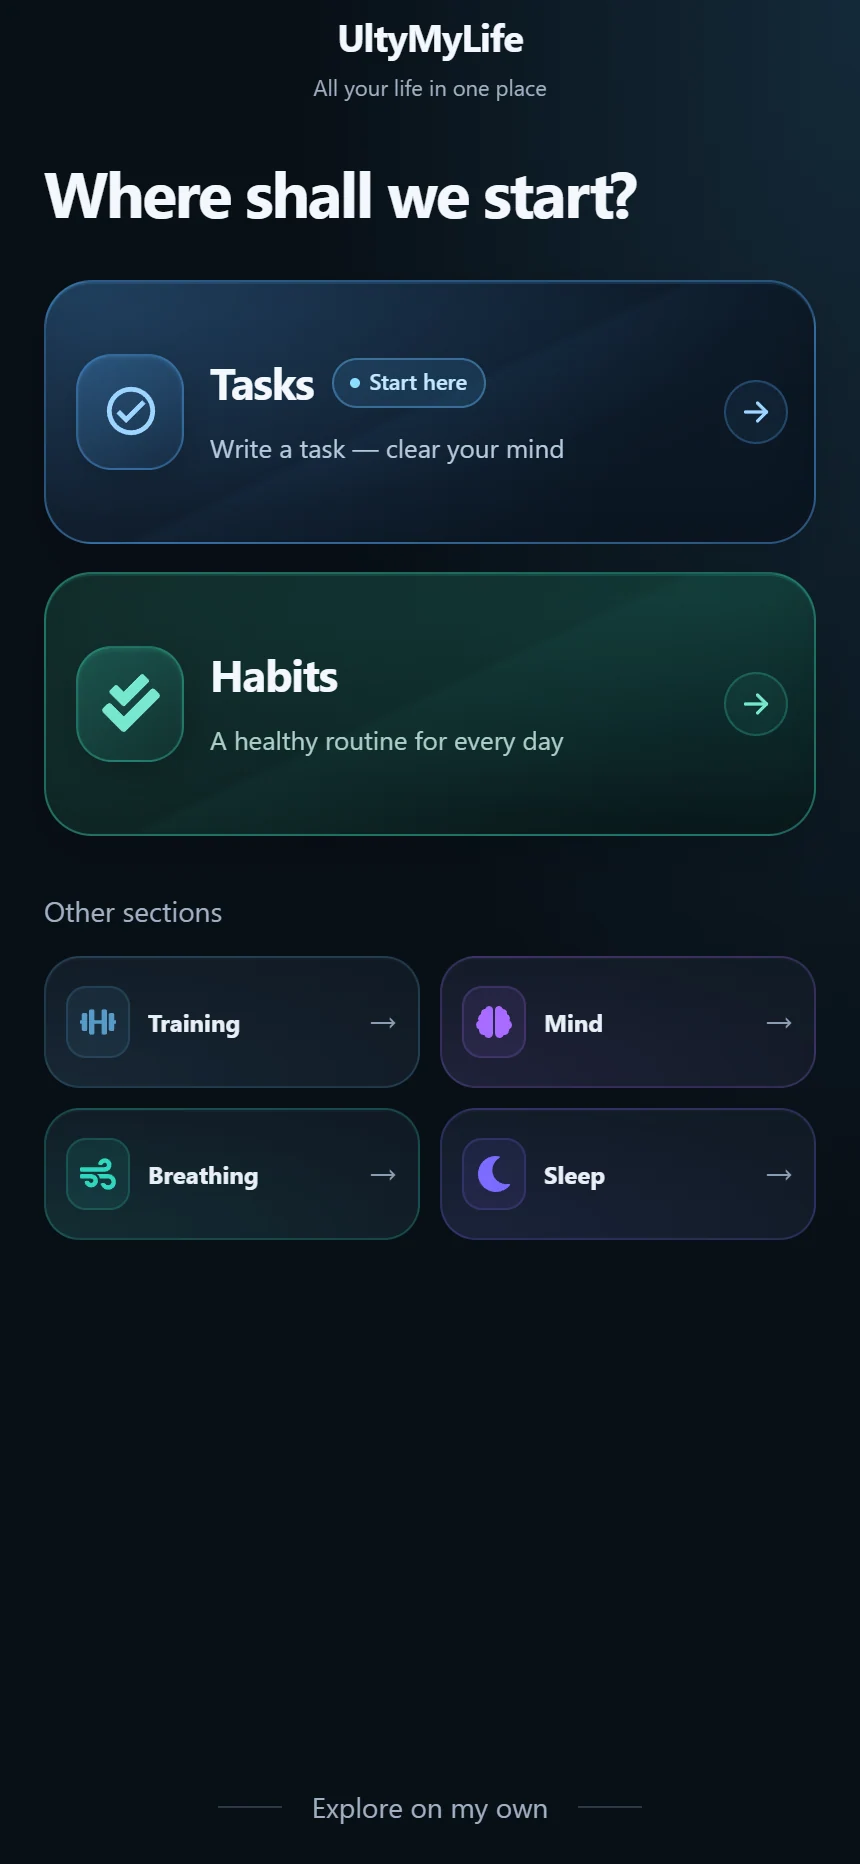 UltyMyLife
All your life in one place
Where shall we start?
Tasks
Start here
Write a task — clear your mind
Habits
A healthy routine for every day
Other sections
Training
Mind
Breathing
Sleep
Explore on my own